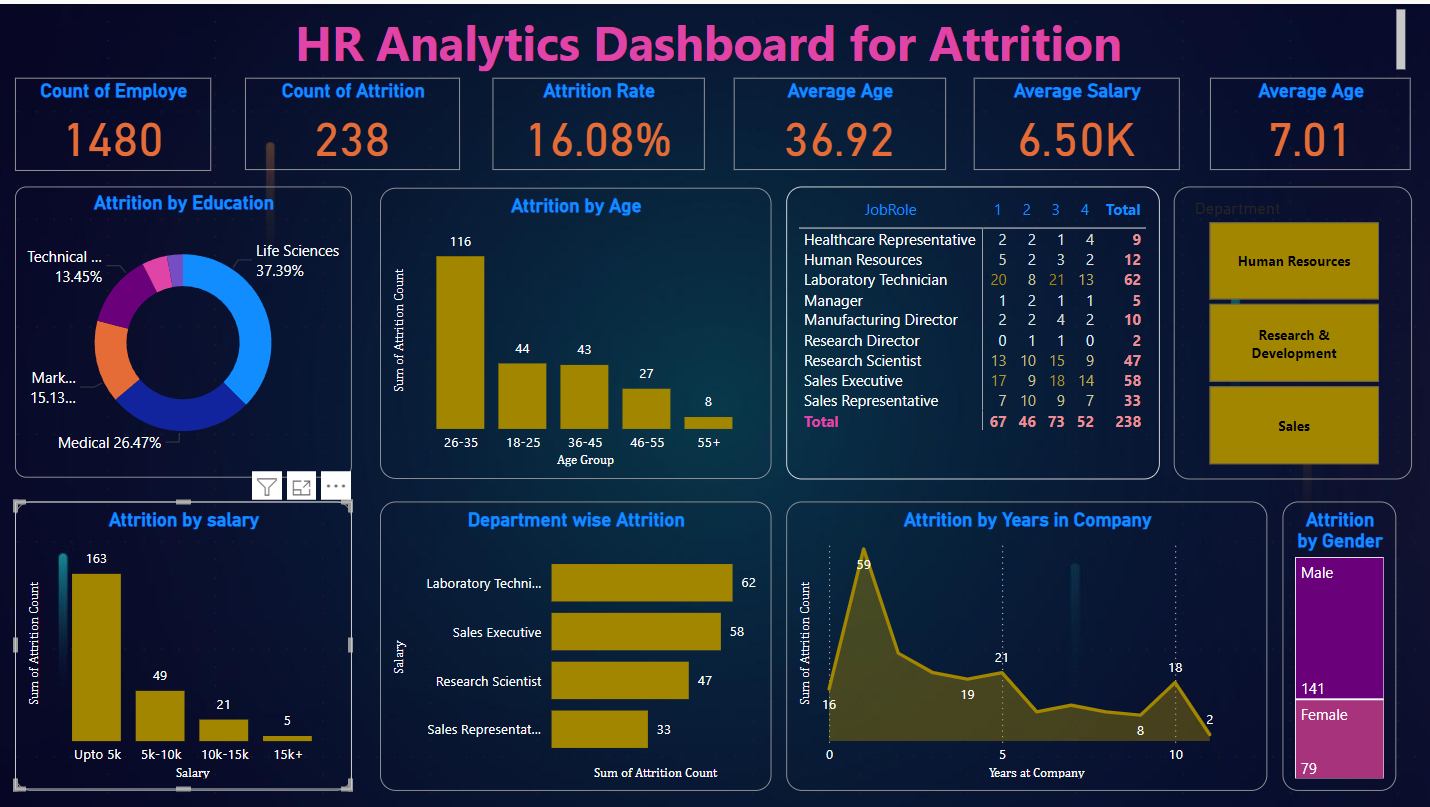 HR Analytics Dashboard for Attrition
Count of Employe
1480
Count of Attrition
238
Attrition Rate
16.08%
Average Age
36.92
Average Salary
6.50K
Average Age
7.01
Attrition by Education
Life Sciences
37.39%
Technical ...
13.45%
Mark...
15.13...
Medical 26.47%
Attrition by Age
Sum of Attrition Count
116
44
43
27
8
26-35 18-25 36-45 46-55 55+
Age Group
JobRole 1 2 3 4 Total
Healthcare Representative 2 2 1 4 9
Human Resources 5 2 3 2 12
Laboratory Technician 20 8 21 13 62
Manager 1 2 1 1 5
Manufacturing Director 2 2 4 2 10
Research Director 0 1 1 0 2
Research Scientist 13 10 15 9 47
Sales Executive 17 9 18 14 58
Sales Representative 7 10 9 7 33
Total 67 46 73 52 238
Department
Human Resources
Research &
Development
Sales
Attrition by salary
Sum of Attrition Count
163
49
21
5
Upto 5k 5k-10k 10k-15k 15k+
Salary
Department wise Attrition
Salary
Laboratory Techni... 62
Sales Executive 58
Research Scientist 47
Sales Representat... 33
Sum of Attrition Count
Attrition by Years in Company
Sum of Attrition Count
59
16
19
21
8
18
2
0 5 10
Years at Company
Attrition
by Gender
Male
141
Female
79